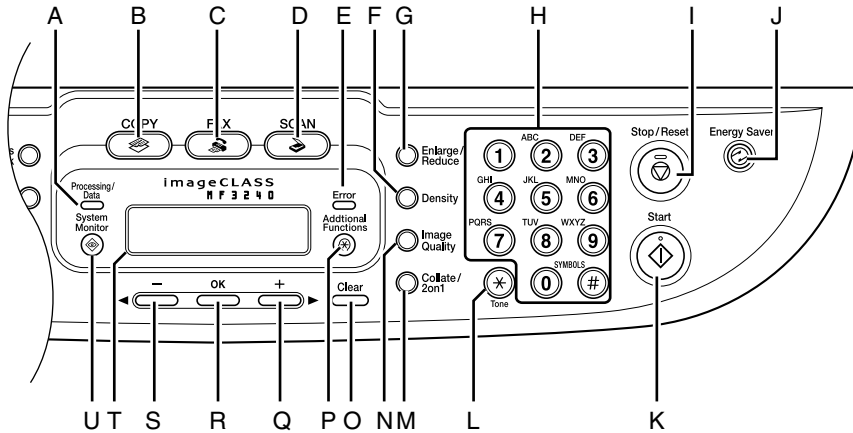 A B C D E F G H I J
COPY FAX SCAN
Processing/
Data
System
Monitor
imageCLASS
MF3240
Error
Addtional
Functions
− OK +
Clear
Enlarge/
Reduce
Density
Image
Quality
Collate/
2on1
ABC DEF
1 2 3
GHI JKL MNO
4 5 6
PQRS TUV WXYZ
7 8 9
SYMBOLS
0 #
Tone
Stop/Reset
Energy Saver
Start
U T S R Q P O N M L K